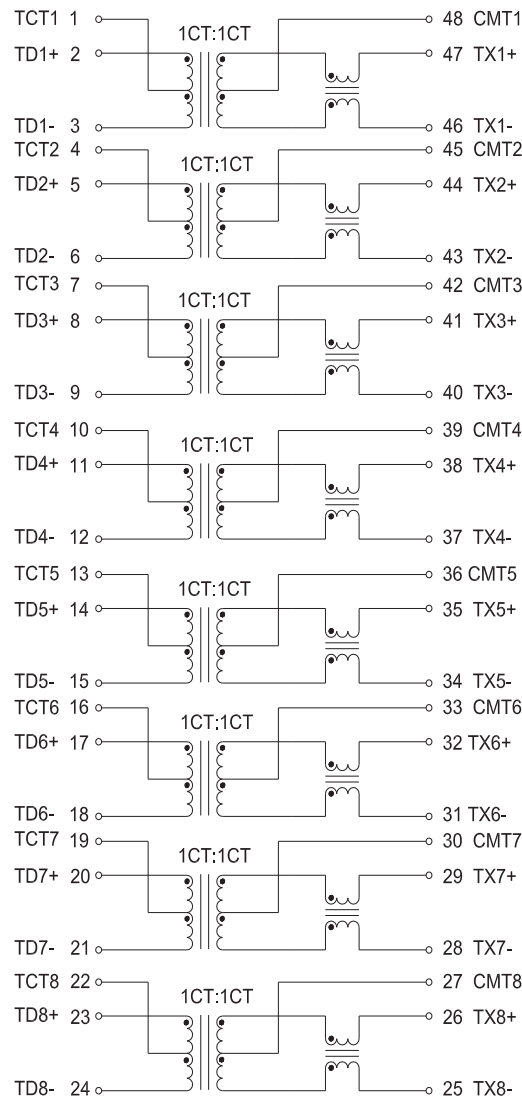 TCT1 1 48 CMT1
1CT:1CT
TD1+ 2 47 TX1+
TD1- 3 46 TX1-
TCT2 4 45 CMT2
1CT:1CT
TD2+ 5 44 TX2+
TD2- 6 43 TX2-
TCT3 7 42 CMT3
1CT:1CT
TD3+ 8 41 TX3+
TD3- 9 40 TX3-
TCT4 10 39 CMT4
1CT:1CT
TD4+ 11 38 TX4+
TD4- 12 37 TX4-
TCT5 13 36 CMT5
1CT:1CT
TD5+ 14 35 TX5+
TD5- 15 34 TX5-
TCT6 16 33 CMT6
1CT:1CT
TD6+ 17 32 TX6+
TD6- 18 31 TX6-
TCT7 19 30 CMT7
1CT:1CT
TD7+ 20 29 TX7+
TD7- 21 28 TX7-
TCT8 22 27 CMT8
1CT:1CT
TD8+ 23 26 TX8+
TD8- 24 25 TX8-